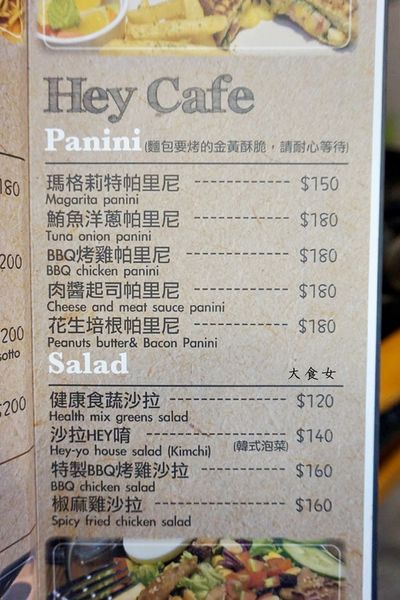 Hey Cafe
Panini (麵包要烤的金黃酥脆，請耐心等待)
瑪格莉特帕里尼 -------------- $150
Magarita panini
鮪魚洋蔥帕里尼 -------------- $180
Tuna onion panini
BBQ烤雞帕里尼 -------------- $180
BBQ chicken panini
肉醬起司帕里尼 -------------- $180
Cheese and meat sauce panini
花生培根帕里尼 -------------- $180
Peanuts butter& Bacon Panini
Salad
大食女
健康食蔬沙拉 -------------- $120
Health mix greens salad
沙拉HEY唷 -------------- $140
Hey-yo house salad (Kimchi) (韓式泡菜)
特製BBQ烤雞沙拉 ------------ $160
BBQ chicken salad
椒麻雞沙拉 -------------- $160
Spicy fried chicken salad
180
200
200
sotto
$200